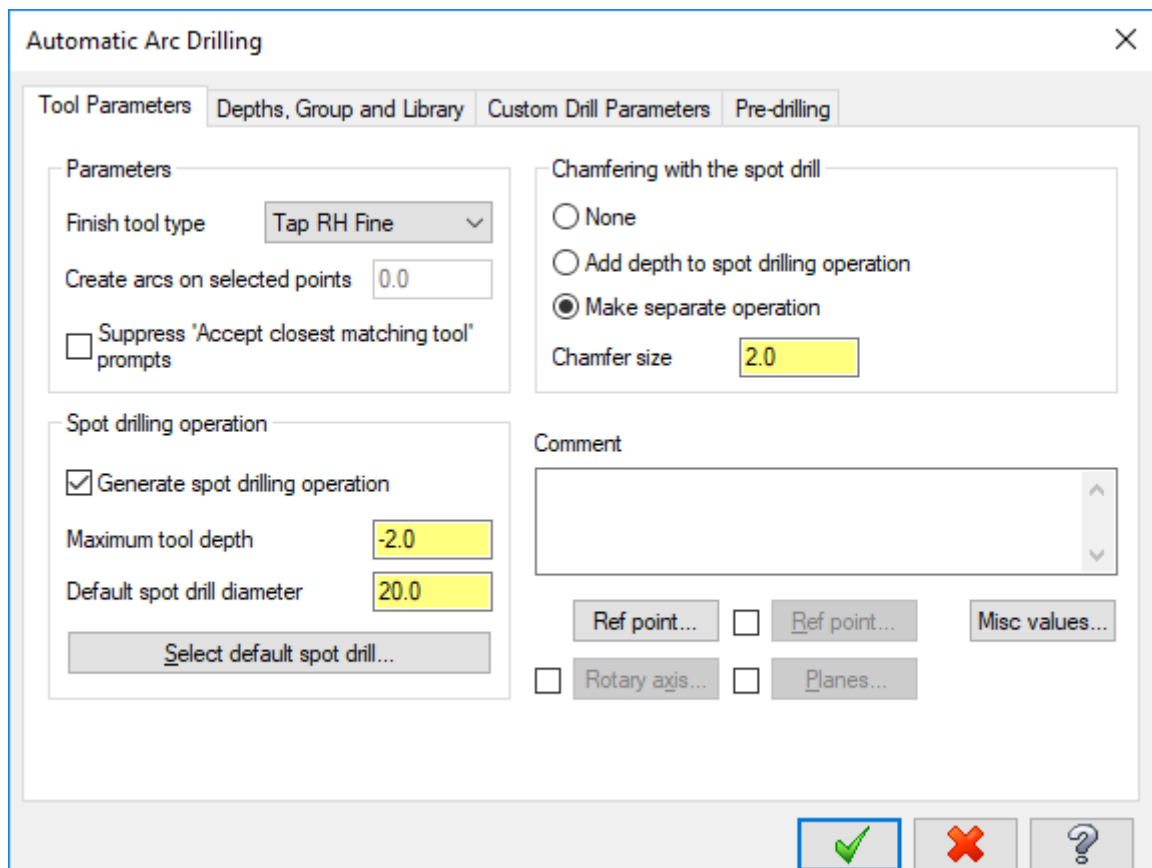 Automatic Arc Drilling
Tool Parameters Depths, Group and Library Custom Drill Parameters Pre-drilling
Parameters
Finish tool type Tap RH Fine
Create arcs on selected points 0.0
Suppress "Accept closest matching tool"
prompts
Chamfering with the spot drill
None
Add depth to spot drilling operation
Make separate operation
Chamfer size 2.0
Spot drilling operation
Generate spot drilling operation
Maximum tool depth -2.0
Default spot drill diameter 20.0
Select default spot drill...
Comment
Ref point... Ref point... Misc values...
Rotary axis... Planes...